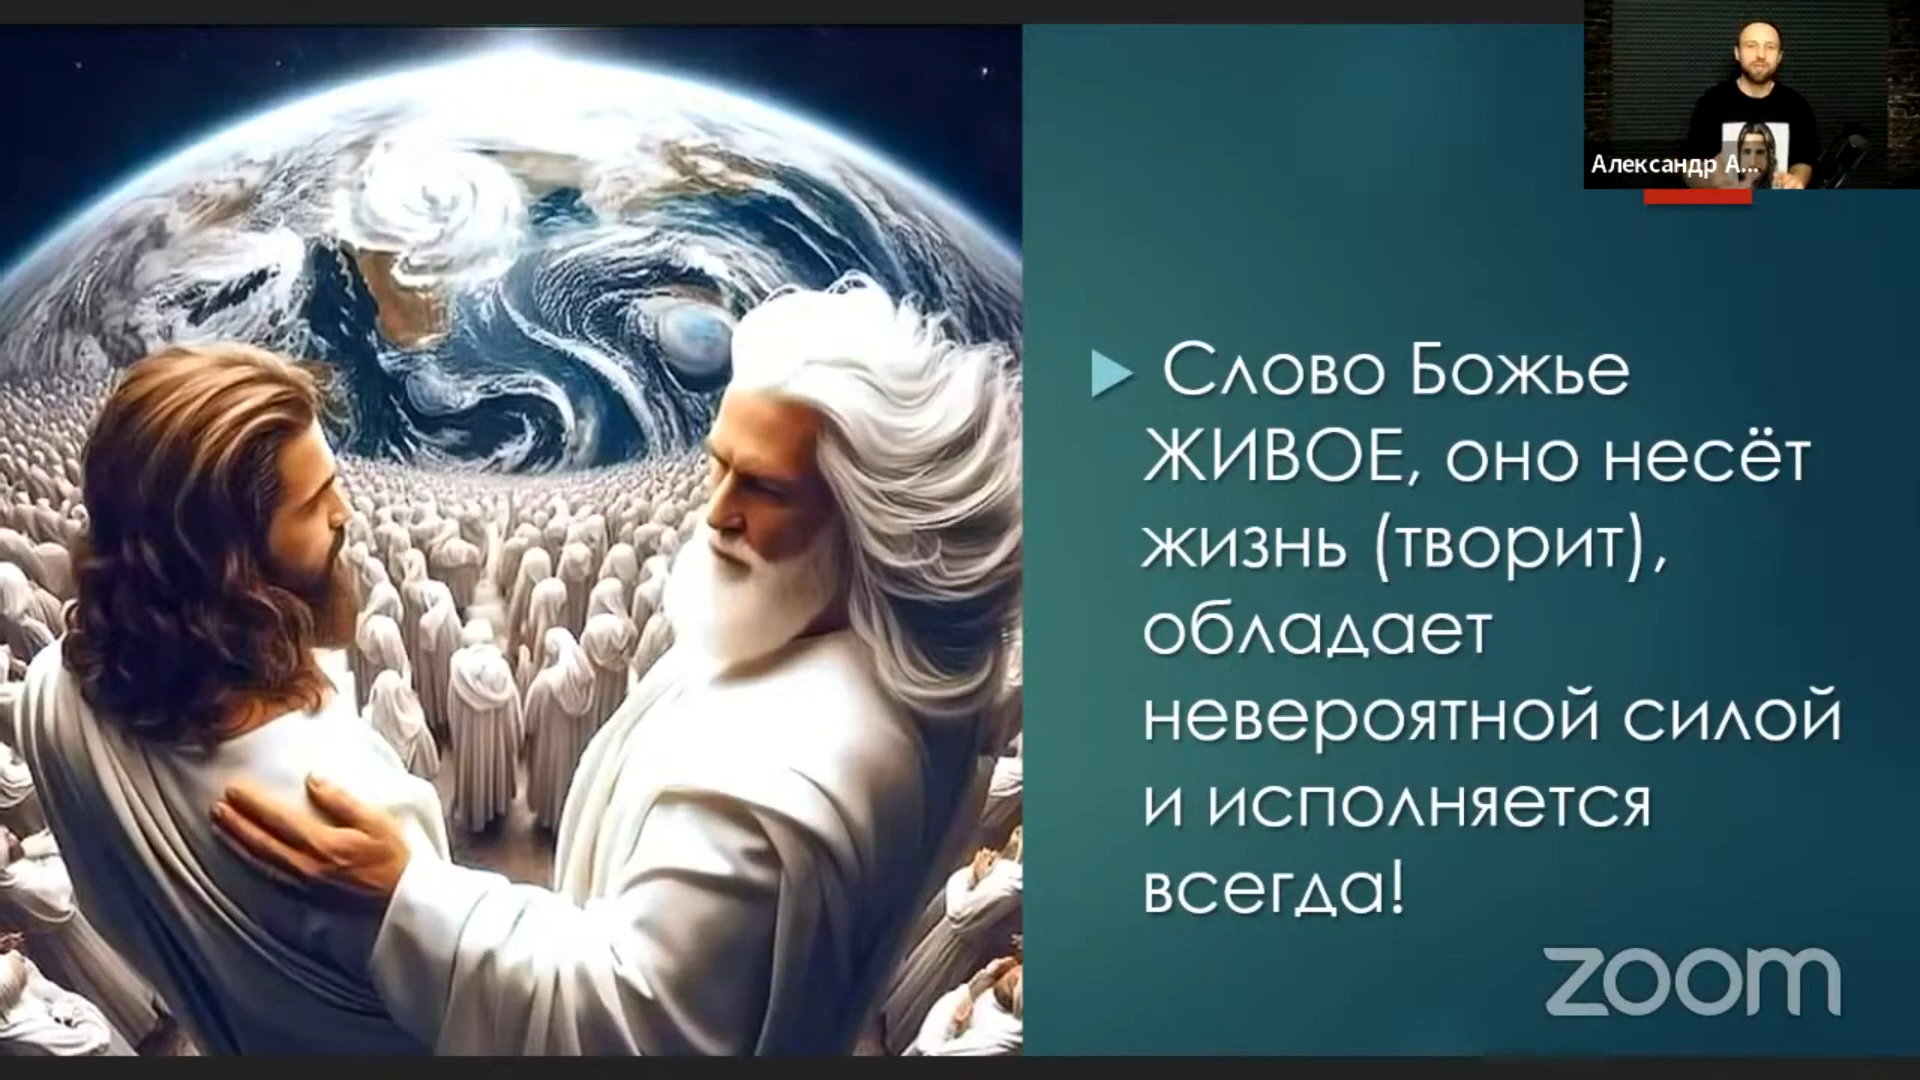 Александр А...
Слово Божье
ЖИВОЕ, оно несёт
жизнь (творит),
обладает
невероятной силой
и исполняется
всегда!
zoom